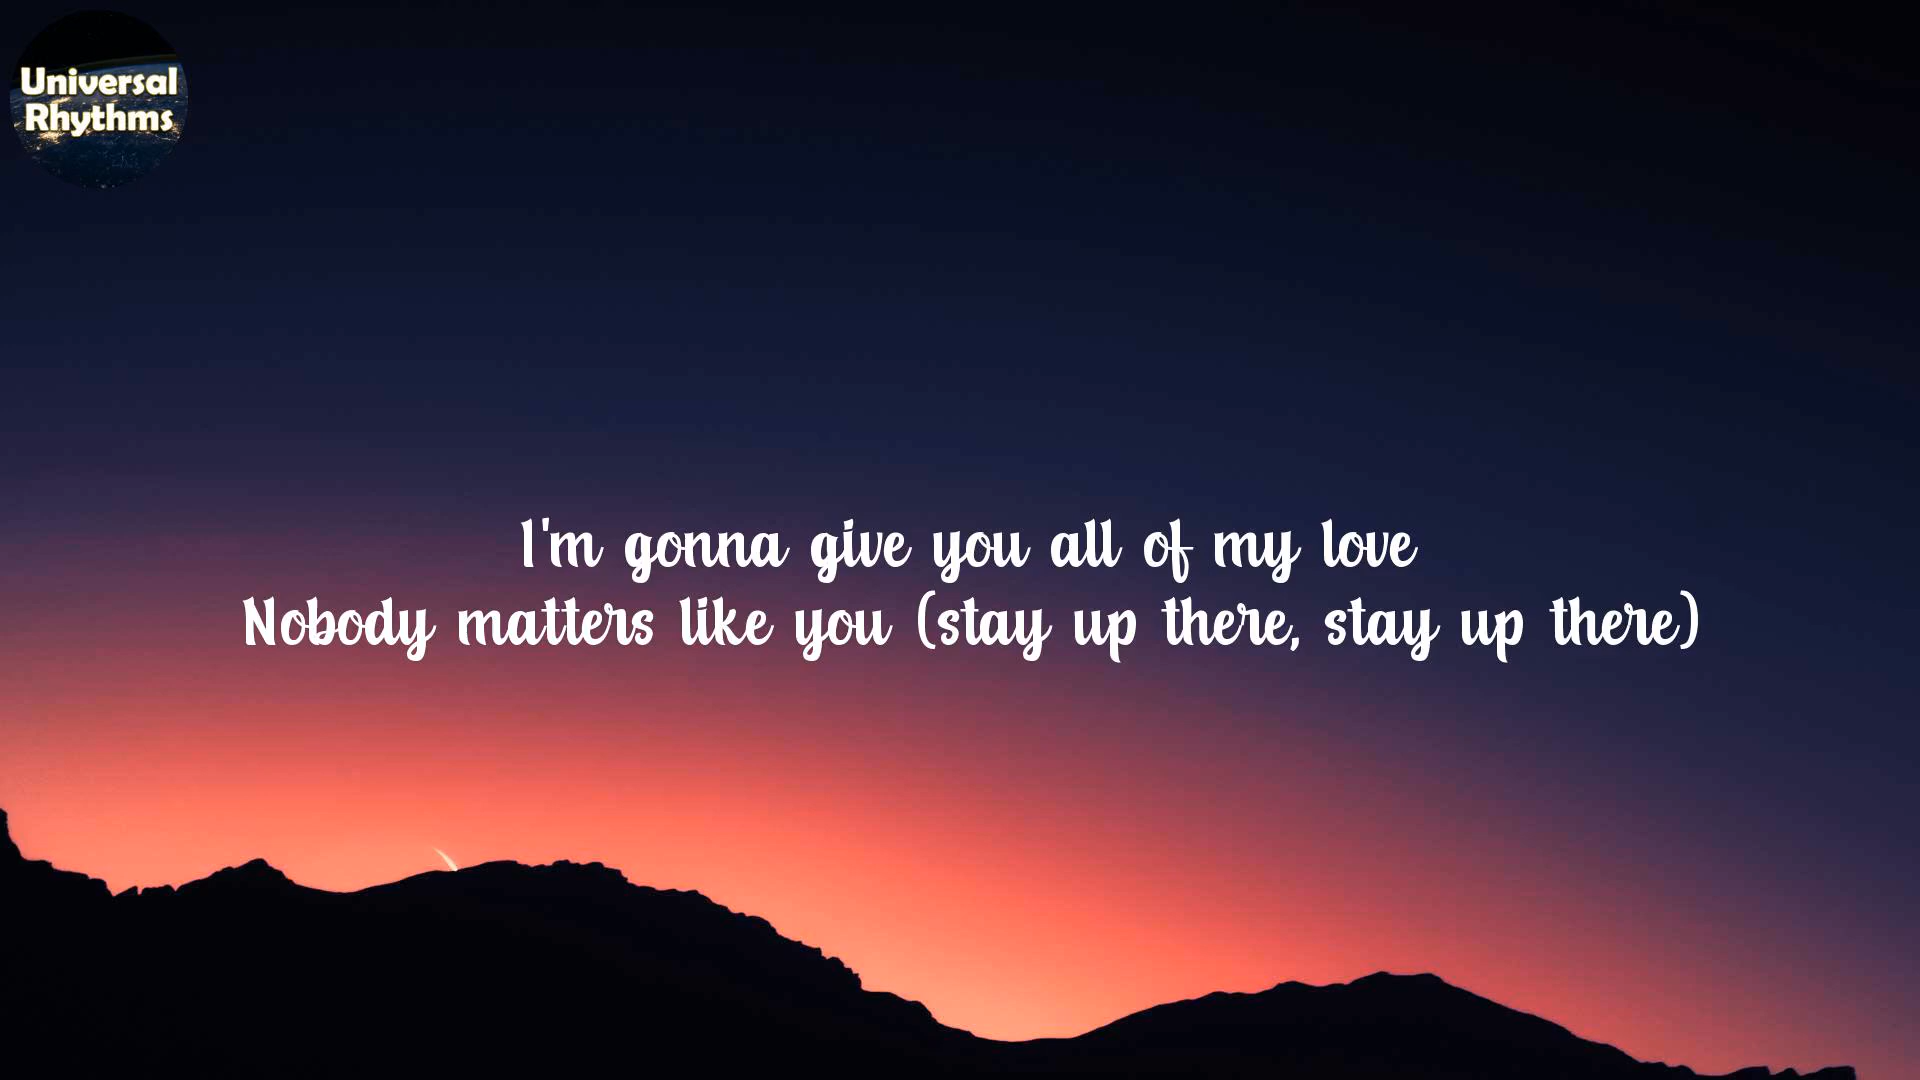 Universal
Rhythms
I'm gonna give you all of my love
Nobody matters like you (stay up there, stay up there)